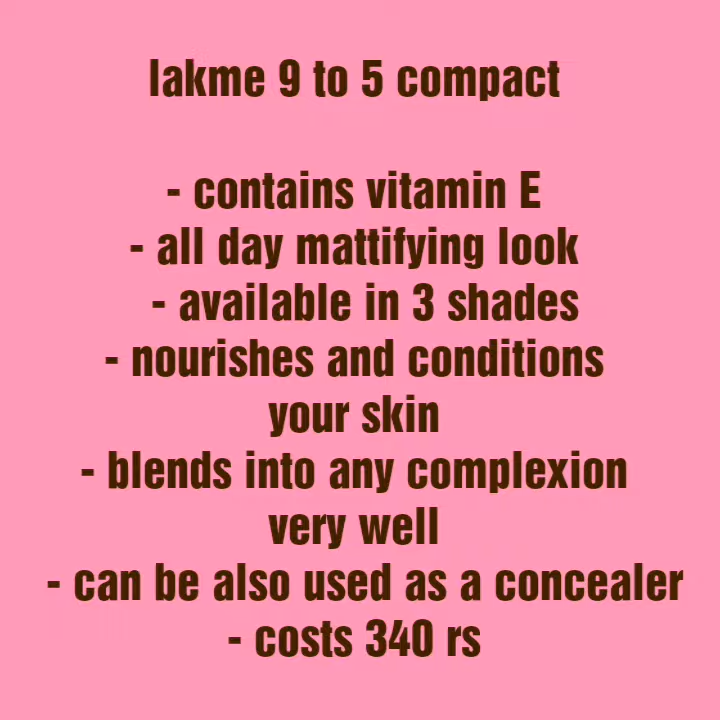 lakme 9 to 5 compact
- contains vitamin E
- all day mattifying look
- available in 3 shades
- nourishes and conditions
your skin
- blends into any complexion
very well
- can be also used as a concealer
- costs 340 rs